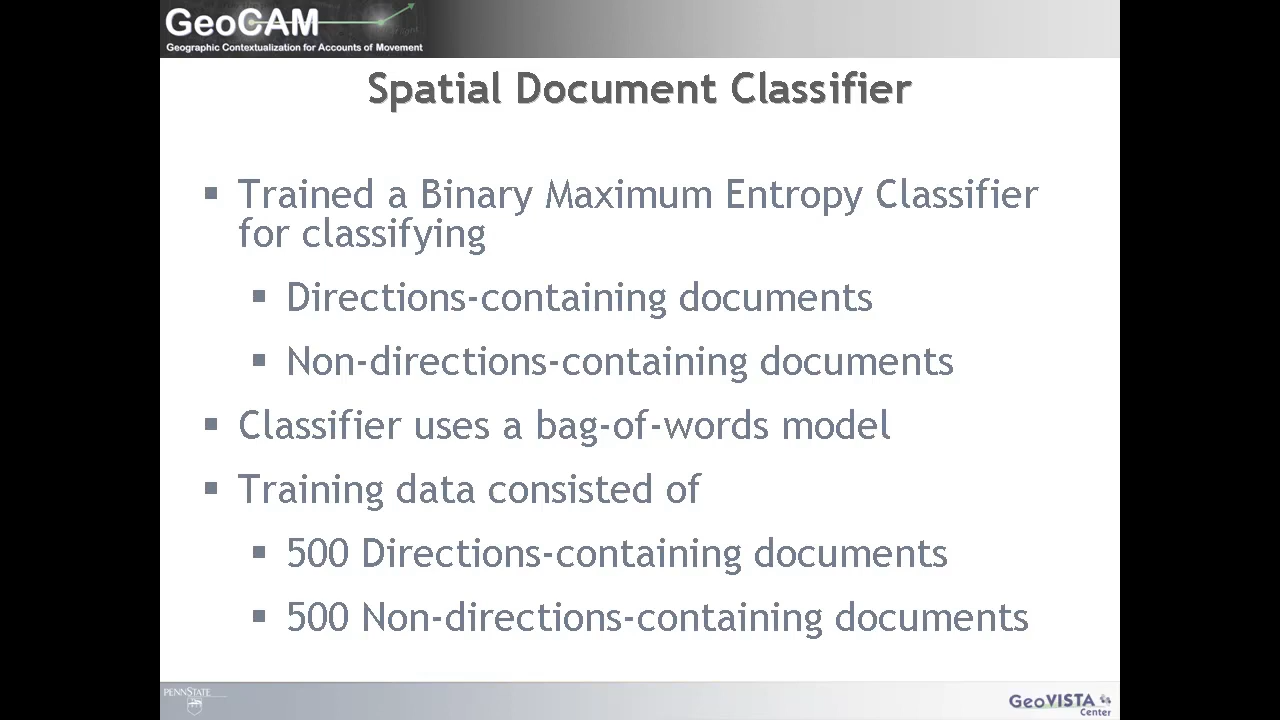 GeoCAM
Geographic Contextualization for Accounts of Movement
Spatial Document Classifier
▪ Trained a Binary Maximum Entropy Classifier
for classifying
▪ Directions-containing documents
▪ Non-directions-containing documents
▪ Classifier uses a bag-of-words model
▪ Training data consisted of
▪ 500 Directions-containing documents
▪ 500 Non-directions-containing documents
PENNSTATE
GeoVISTA
Center